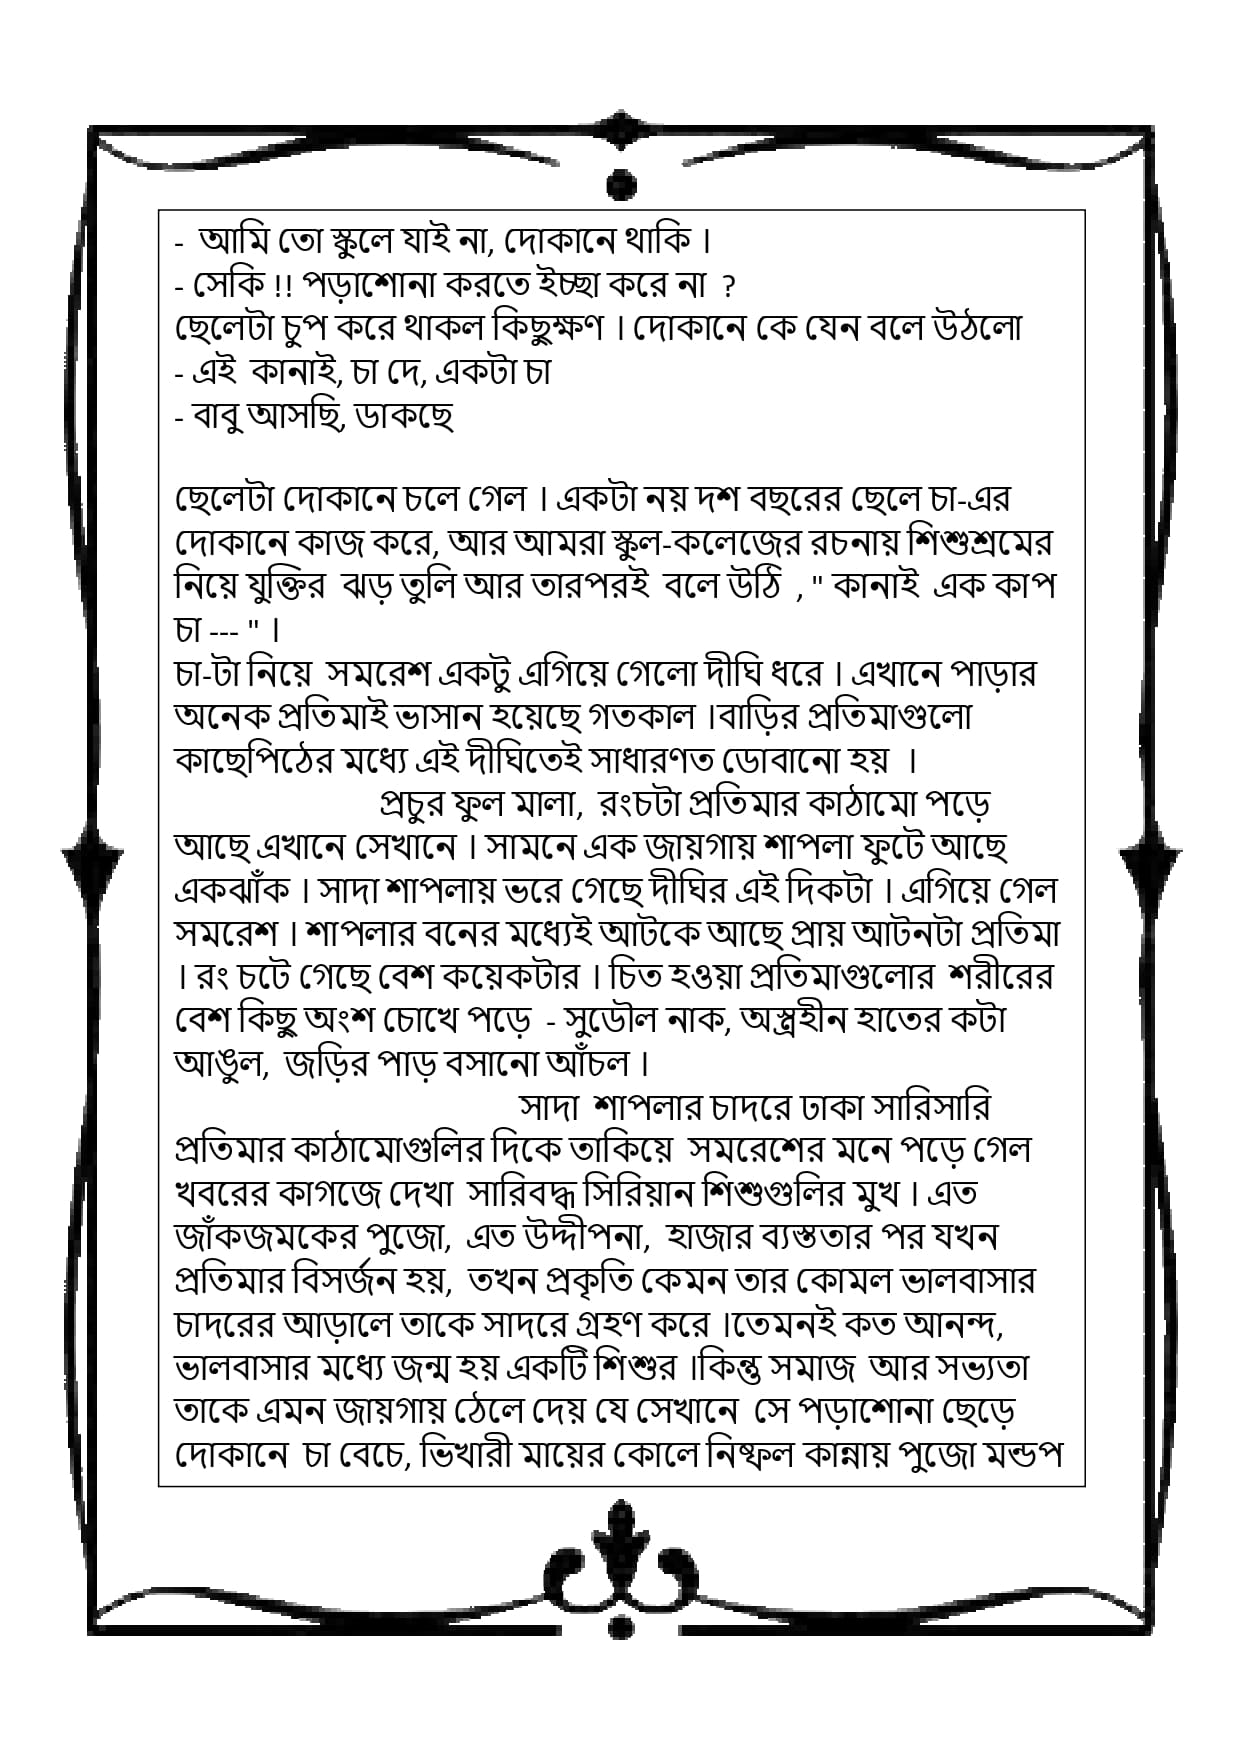 -  আমি তো স্কুলে যাই না, দোকানে থাকি ।
- সেকি !! পড়াশোনা করতে ইচ্ছা করে না  ?
ছেলেটা চুপ করে থাকল কিছুক্ষণ । দোকানে কে যেন বলে উঠলো
- এই  কানাই, চা দে, একটা চা
- বাবু আসছি, ডাকছে
ছেলেটা দোকানে চলে গেল । একটা নয় দশ বছরের ছেলে চা-এর
দোকানে কাজ করে, আর আমরা স্কুল-কলেজের রচনায় শিশুশ্রমের
নিয়ে যুক্তির  ঝড় তুলি আর তারপরই  বলে উঠি  , " কানাই  এক কাপ
চা --- " ।
চা-টা নিয়ে  সমরেশ একটু এগিয়ে গেলো দীঘি ধরে । এখানে পাড়ার
অনেক প্রতিমাই ভাসান হয়েছে গতকাল ।বাড়ির প্রতিমাগুলো
কাছেপিঠের মধ্যে এই দীঘিতেই সাধারণত ডোবানো হয়  ।
প্রচুর ফুল মালা,  রংচটা প্রতিমার কাঠামো পড়ে
আছে এখানে সেখানে । সামনে এক জায়গায় শাপলা ফুটে আছে
একঝাঁক । সাদা শাপলায় ভরে গেছে দীঘির এই দিকটা । এগিয়ে গেল
সমরেশ । শাপলার বনের মধ্যেই আটকে আছে প্রায় আটনটা প্রতিমা
। রং চটে গেছে বেশ কয়েকটার । চিত হওয়া প্রতিমাগুলোর  শরীরের
বেশ কিছু অংশ চোখে পড়ে  - সুডৌল নাক, অস্ত্রহীন হাতের কটা
আঙুল,  জড়ির পাড় বসানো আঁচল ।
সাদা  শাপলার চাদরে ঢাকা সারিসারি
প্রতিমার কাঠামোগুলির দিকে তাকিয়ে  সমরেশের মনে পড়ে গেল
খবরের কাগজে দেখা  সারিবদ্ধ সিরিয়ান শিশুগুলির মুখ । এত
জাঁকজমকের পুজো,  এত উদ্দীপনা,  হাজার ব্যস্ততার পর যখন
প্রতিমার বিসর্জন হয়,  তখন প্রকৃতি কেমন তার কোমল ভালবাসার
চাদরের আড়ালে তাকে সাদরে গ্রহণ করে ।তেমনই কত আনন্দ,
ভালবাসার মধ্যে জন্ম হয় একটি শিশুর ।কিন্তু সমাজ  আর সভ্যতা
তাকে এমন জায়গায় ঠেলে দেয় যে সেখানে  সে পড়াশোনা ছেড়ে
দোকানে  চা বেচে, ভিখারী মায়ের কোলে নিষ্ফল কান্নায় পুজো মন্ডপ